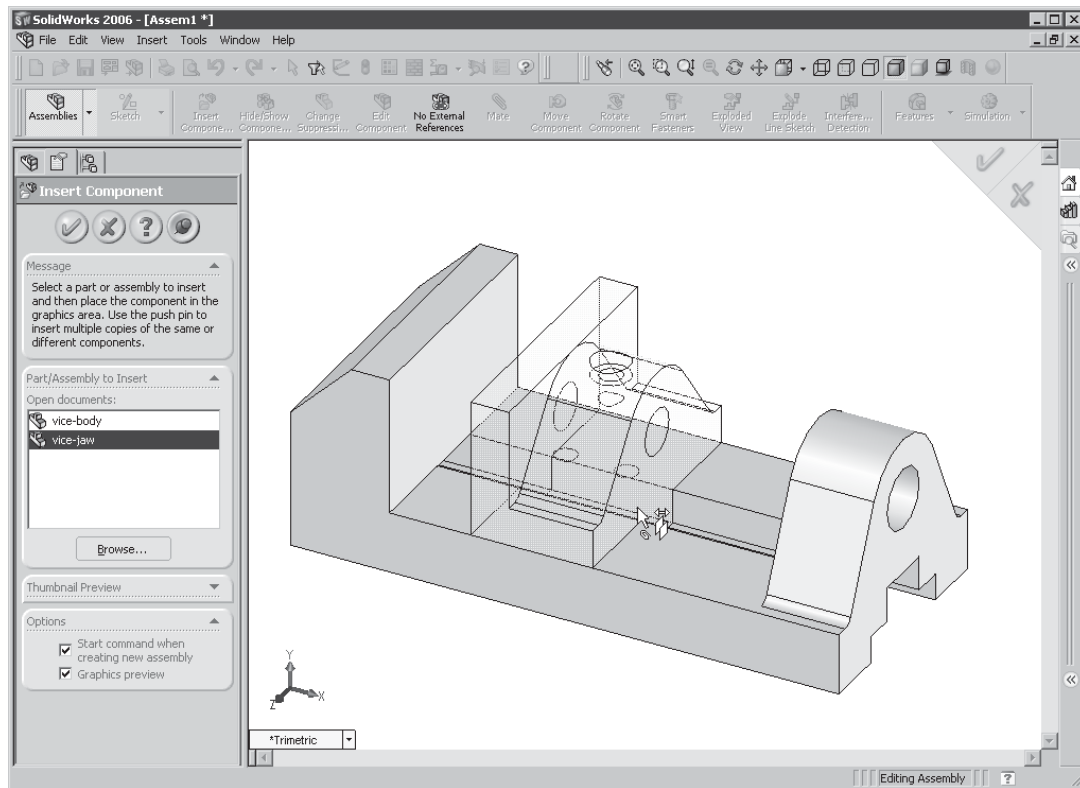 SolidWorks 2006 - [Assem1 *]
File Edit View Insert Tools Window Help
Assemblies Sketch Insert Compone... Hide/Show Compone... Change Suppressi... Edit Component No External References Mate Move Component Rotate Component Smart Fasteners Exploded View Explode Line Sketch Interfere... Detection Features Simulation
Insert Component
Message
Select a part or assembly to insert
and then place the component in the
graphics area. Use the push pin to
insert multiple copies of the same or
different components.
Part/Assembly to Insert
Open documents:
vice-body
vice-jaw
Browse...
Thumbnail Preview
Options
Start command when
creating new assembly
Graphics preview
Y
Z X
*Trimetric
Editing Assembly